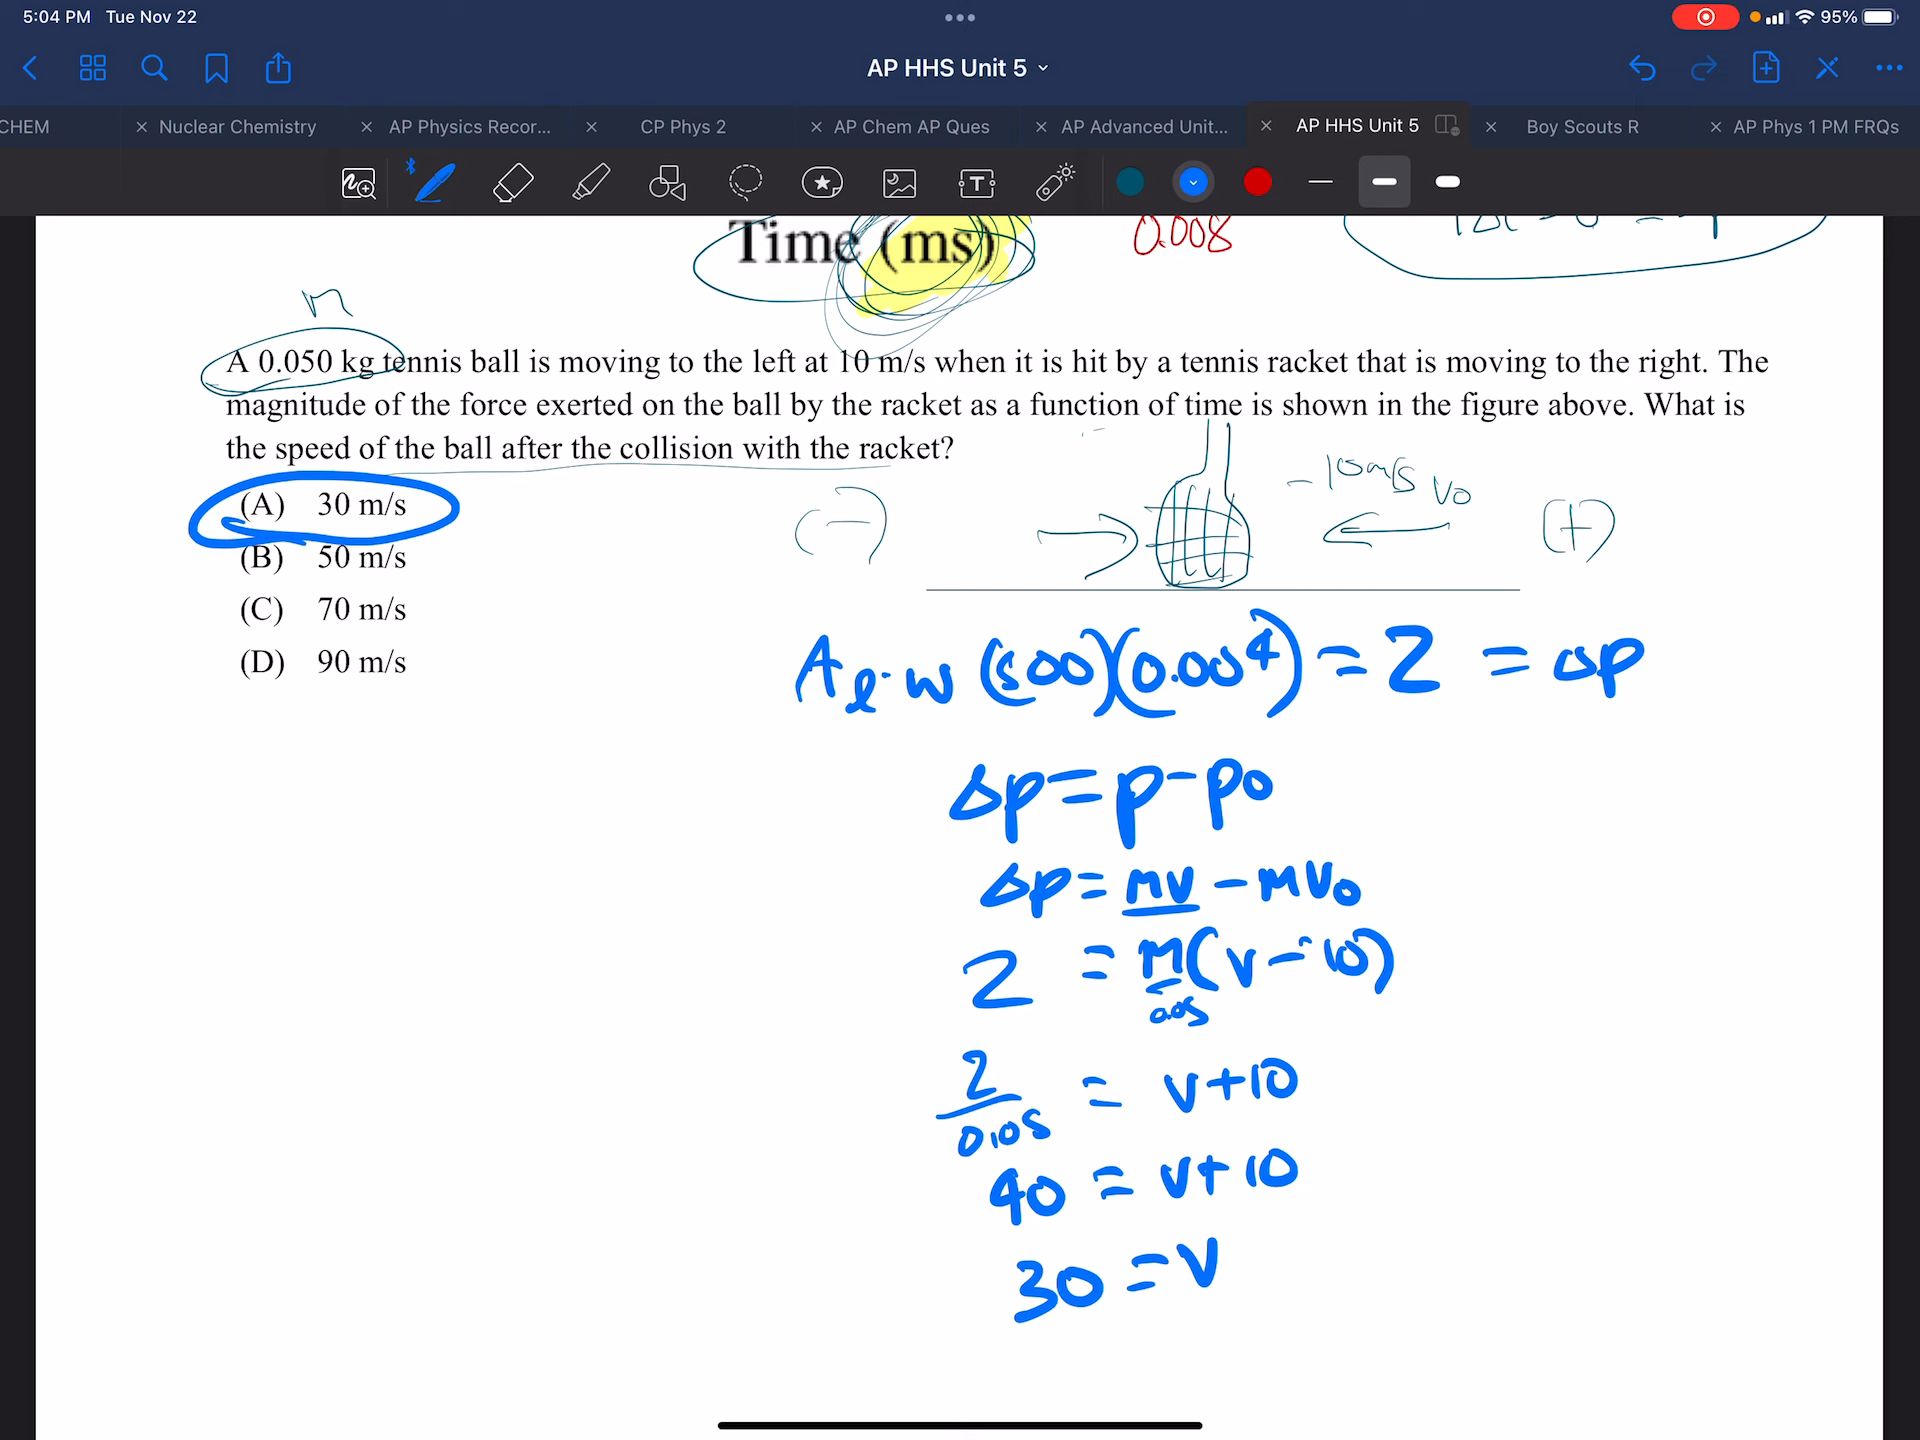 5:04 PM Tue Nov 22
95%
AP HHS Unit 5
CHEM
Nuclear Chemistry
AP Physics Recor...
CP Phys 2
AP Chem AP Ques
AP Advanced Unit...
AP HHS Unit 5
Boy Scouts R
AP Phys 1 PM FRQs
Time (ms)
0.008
m
A 0.050 kg tennis ball is moving to the left at 10 m/s when it is hit by a tennis racket that is moving to the right. The
magnitude of the force exerted on the ball by the racket as a function of time is shown in the figure above. What is
the speed of the ball after the collision with the racket?
(A) 30 m/s
(B) 50 m/s
(C) 70 m/s
(D) 90 m/s
(-)
-10m/s v0
(+)
A l·w (500)(0.004) = 2 = Δp
Δp = p - p0
Δp = mv - mv0
2 = m(v - -10)
0.05
2/0.05 = v+10
40 = v+10
30 = v